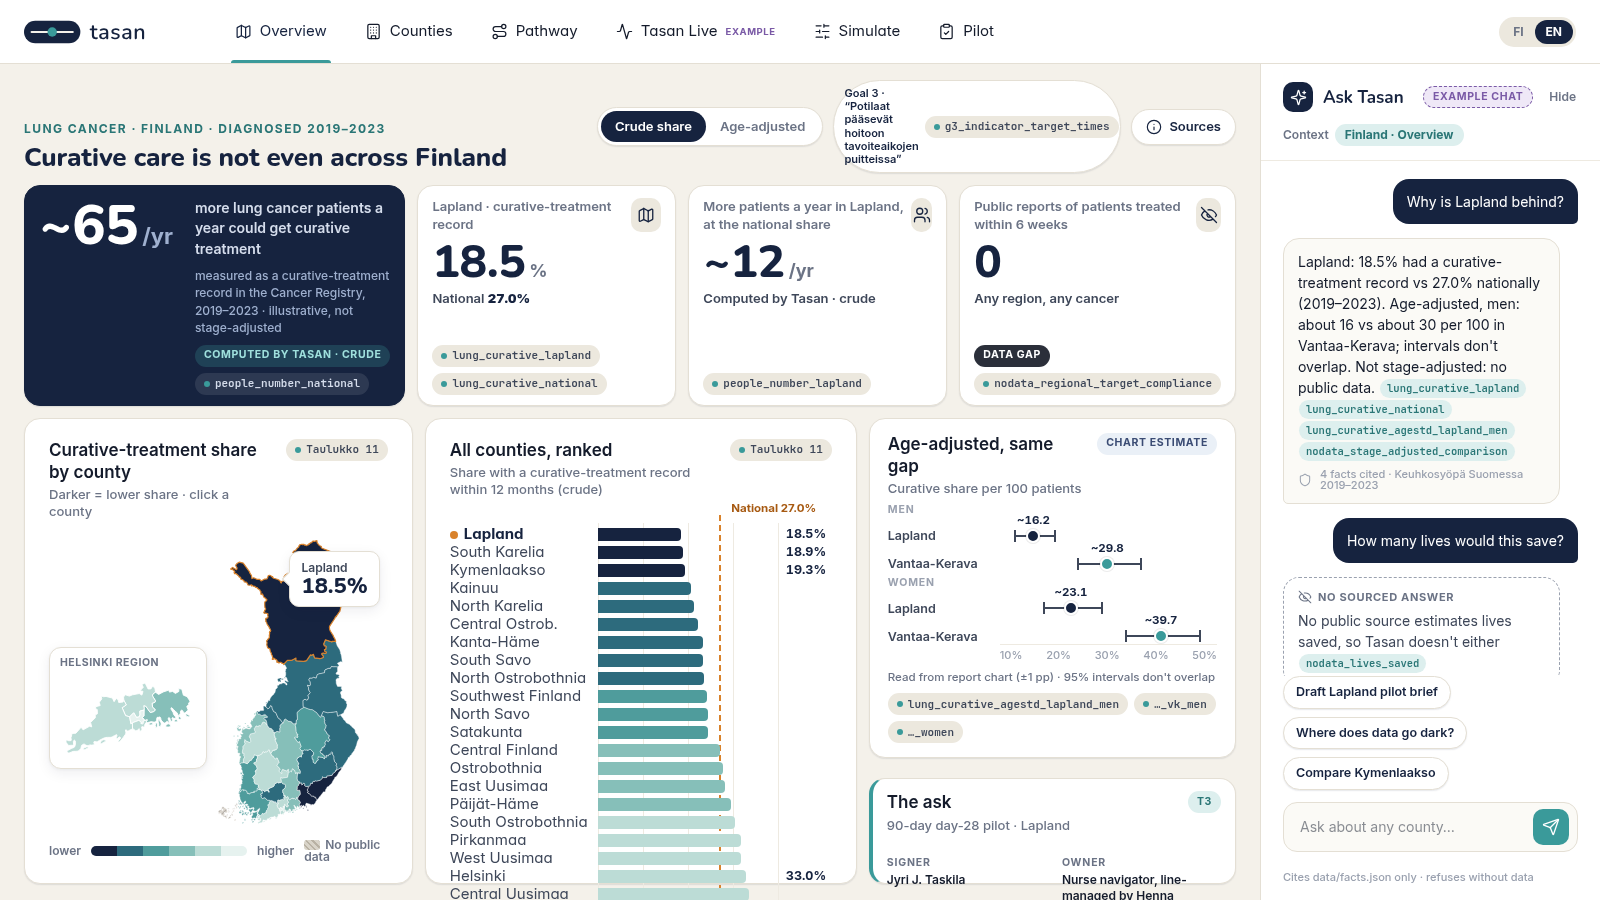 tasan
Overview
Counties
Pathway
Tasan Live EXAMPLE
Simulate
Pilot
FI EN
LUNG CANCER · FINLAND · DIAGNOSED 2019–2023
Curative care is not even across Finland
Crude share
Age-adjusted
Goal 3 ·
“Potilaat
pääsevät
hoitoon
tavoiteaikojen
puitteissa”
g3_indicator_target_times
Sources
~65 /yr
more lung cancer patients a
year could get curative
treatment
measured as a curative-treatment
record in the Cancer Registry,
2019–2023 · illustrative, not
stage-adjusted
COMPUTED BY TASAN · CRUDE
people_number_national
Lapland · curative-treatment
record
18.5 %
National 27.0%
lung_curative_lapland
lung_curative_national
More patients a year in Lapland,
at the national share
~12 /yr
Computed by Tasan · crude
people_number_lapland
Public reports of patients treated
within 6 weeks
0
Any region, any cancer
DATA GAP
nodata_regional_target_compliance
Curative-treatment share
by county
Taulukko 11
Darker = lower share · click a
county
Lapland
18.5%
HELSINKI REGION
lower
higher
No public
data
All counties, ranked
Taulukko 11
Share with a curative-treatment record
within 12 months (crude)
National 27.0%
Lapland 18.5%
South Karelia 18.9%
Kymenlaakso 19.3%
Kainuu
North Karelia
Central Ostrob.
Kanta-Häme
South Savo
North Ostrobothnia
Southwest Finland
North Savo
Satakunta
Central Finland
Ostrobothnia
East Uusimaa
Päijät-Häme
South Ostrobothnia
Pirkanmaa
West Uusimaa
Helsinki 33.0%
Central Uusimaa
Age-adjusted, same
gap
CHART ESTIMATE
Curative share per 100 patients
MEN
~16.2
Lapland
~29.8
Vantaa-Kerava
WOMEN
~23.1
Lapland
~39.7
Vantaa-Kerava
10% 20% 30% 40% 50%
Read from report chart (±1 pp) · 95% intervals don't overlap
lung_curative_agestd_lapland_men
…_vk_men
…_women
The ask
T3
90-day day-28 pilot · Lapland
SIGNER
Jyri J. Taskila
OWNER
Nurse navigator, line-
managed by Henna
Ask Tasan
EXAMPLE CHAT
Hide
Context Finland · Overview
Why is Lapland behind?
Lapland: 18.5% had a curative-
treatment record vs 27.0% nationally
(2019–2023). Age-adjusted, men:
about 16 vs about 30 per 100 in
Vantaa-Kerava; intervals don't
overlap. Not stage-adjusted: no
public data. lung_curative_lapland
lung_curative_national
lung_curative_agestd_lapland_men
nodata_stage_adjusted_comparison
4 facts cited · Keuhkosyöpä Suomessa
2019–2023
How many lives would this save?
NO SOURCED ANSWER
No public source estimates lives
saved, so Tasan doesn't either
nodata_lives_saved
Draft Lapland pilot brief
Where does data go dark?
Compare Kymenlaakso
Ask about any county...
Cites data/facts.json only · refuses without data